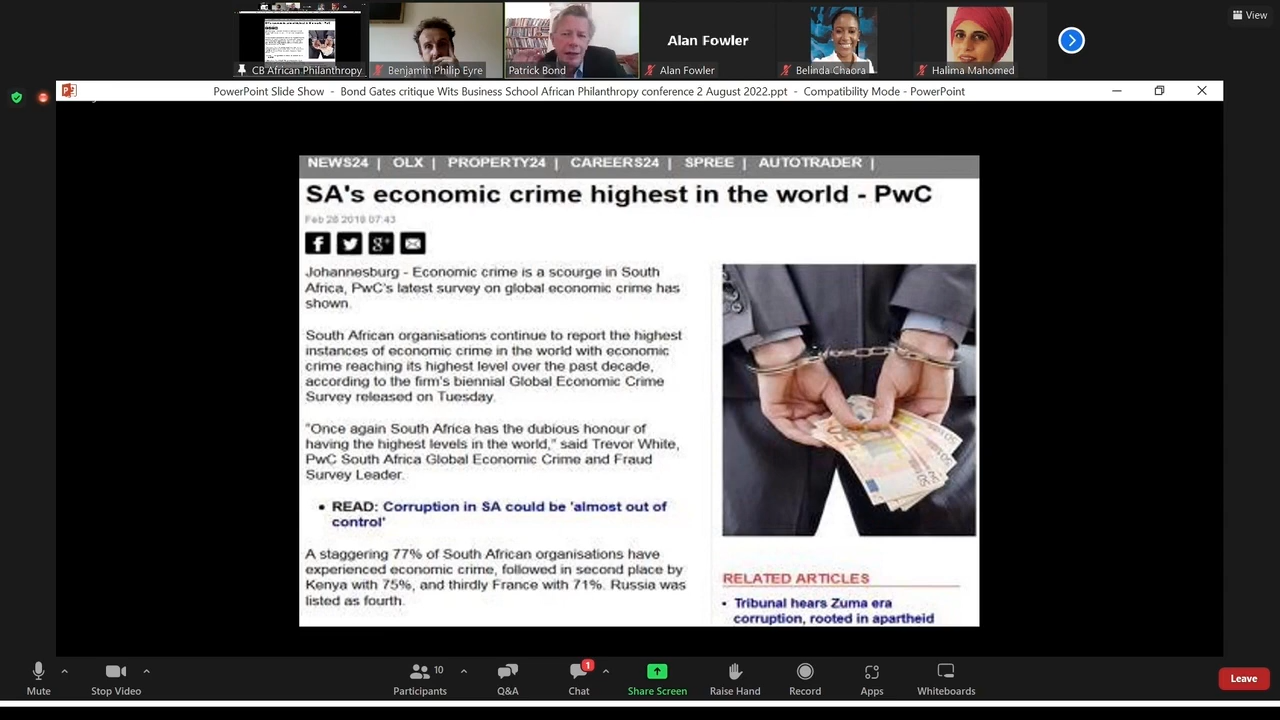 CB African Philanthropy
Benjamin Philip Eyre
Patrick Bond
Alan Fowler
Alan Fowler
Belinda Chaora
Halima Mahomed
View
PowerPoint Slide Show - Bond Gates critique Wits Business School African Philanthropy conference 2 August 2022.ppt - Compatibility Mode - PowerPoint
NEWS24 | OLX | PROPERTY24 | CAREERS24 | SPREE | AUTOTRADER |
SA's economic crime highest in the world - PwC
Feb 28 2018 07:43
Johannesburg - Economic crime is a scourge in South
Africa, PwC's latest survey on global economic crime has
shown.
South African organisations continue to report the highest
instances of economic crime in the world with economic
crime reaching its highest level over the past decade,
according to the firm's biennial Global Economic Crime
Survey released on Tuesday.
"Once again South Africa has the dubious honour of
having the highest levels in the world," said Trevor White,
PwC South Africa Global Economic Crime and Fraud
Survey Leader.
• READ: Corruption in SA could be 'almost out of
control'
A staggering 77% of South African organisations have
experienced economic crime, followed in second place by
Kenya with 75%, and thirdly France with 71%. Russia was
listed as fourth.
RELATED ARTICLES
• Tribunal hears Zuma era
corruption, rooted in apartheid
Mute
Stop Video
Participants
10
Q&A
Chat
1
Share Screen
Raise Hand
Record
Apps
Whiteboards
Leave